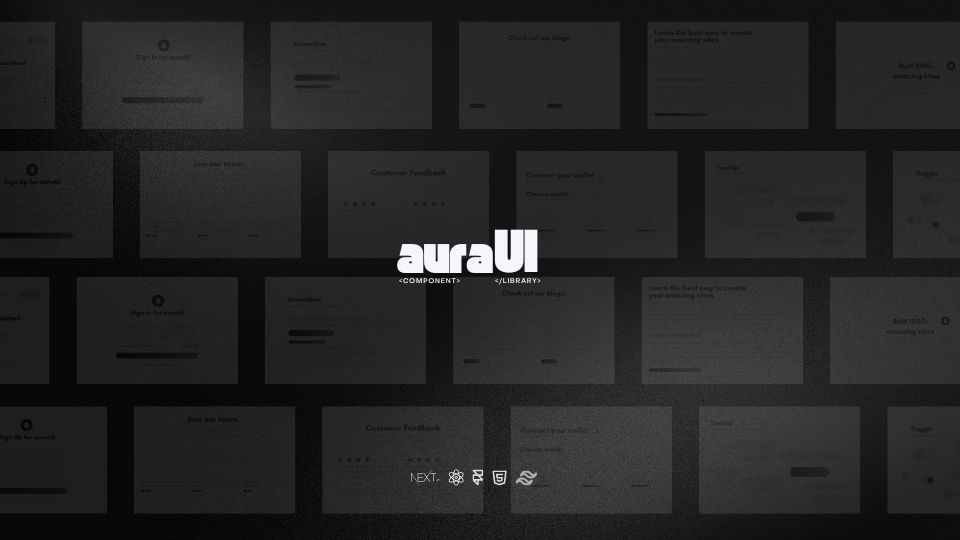 Sign in for auraUI
Accordion
Check out our blogs.
Learn the best way to create
your amazing sites
Built 1000+
amazing sites
Sign Up for auraUI
Join our team.
Customer Feedback
Connect your wallet
Choose wallet
Tooltip
Toggle
auraUI
<COMPONENT>
</LIBRARY>
Sign in for auraUI
Accordion
Check out our blogs.
Learn the best way to create
your amazing sites
Built 1000+
amazing sites
Sign Up for auraUI
Join our team.
Customer Feedback
Connect your wallet
Choose wallet
Tooltip
Toggle
NEXT